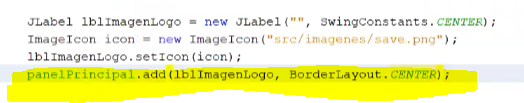 JLabel lblImagenLogo = new JLabel("", SwingConstants.CENTER);
ImageIcon icon = new ImageIcon("src/imagenes/save.png");
lblImagenLogo.setIcon(icon);
panelPrincipal.add(lblImagenLogo, BorderLayout.CENTER);